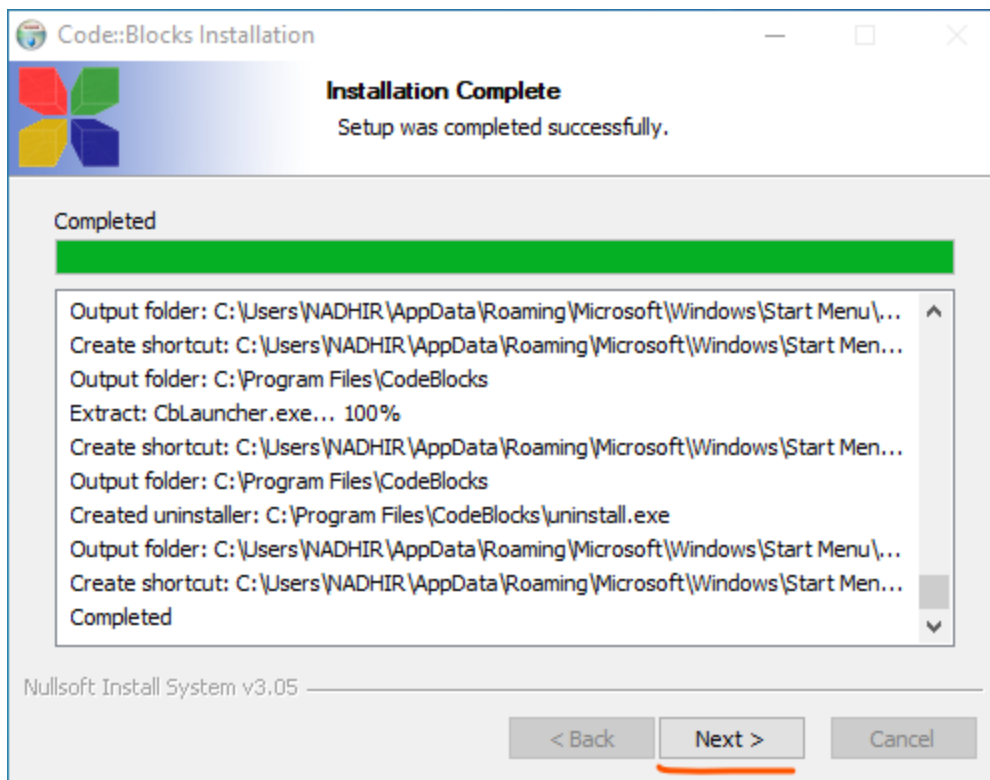 Code::Blocks Installation
Installation Complete
Setup was completed successfully.
Completed
Output folder: C:\Users\NADHIR\AppData\Roaming\Microsoft\Windows\Start Menu\...
Create shortcut: C:\Users\NADHIR\AppData\Roaming\Microsoft\Windows\Start Men...
Output folder: C:\Program Files\CodeBlocks
Extract: CbLauncher.exe... 100%
Create shortcut: C:\Users\NADHIR\AppData\Roaming\Microsoft\Windows\Start Men...
Output folder: C:\Program Files\CodeBlocks
Created uninstaller: C:\Program Files\CodeBlocks\uninstall.exe
Output folder: C:\Users\NADHIR\AppData\Roaming\Microsoft\Windows\Start Menu\...
Create shortcut: C:\Users\NADHIR\AppData\Roaming\Microsoft\Windows\Start Men...
Completed
Nullsoft Install System v3.05
< Back Next > Cancel